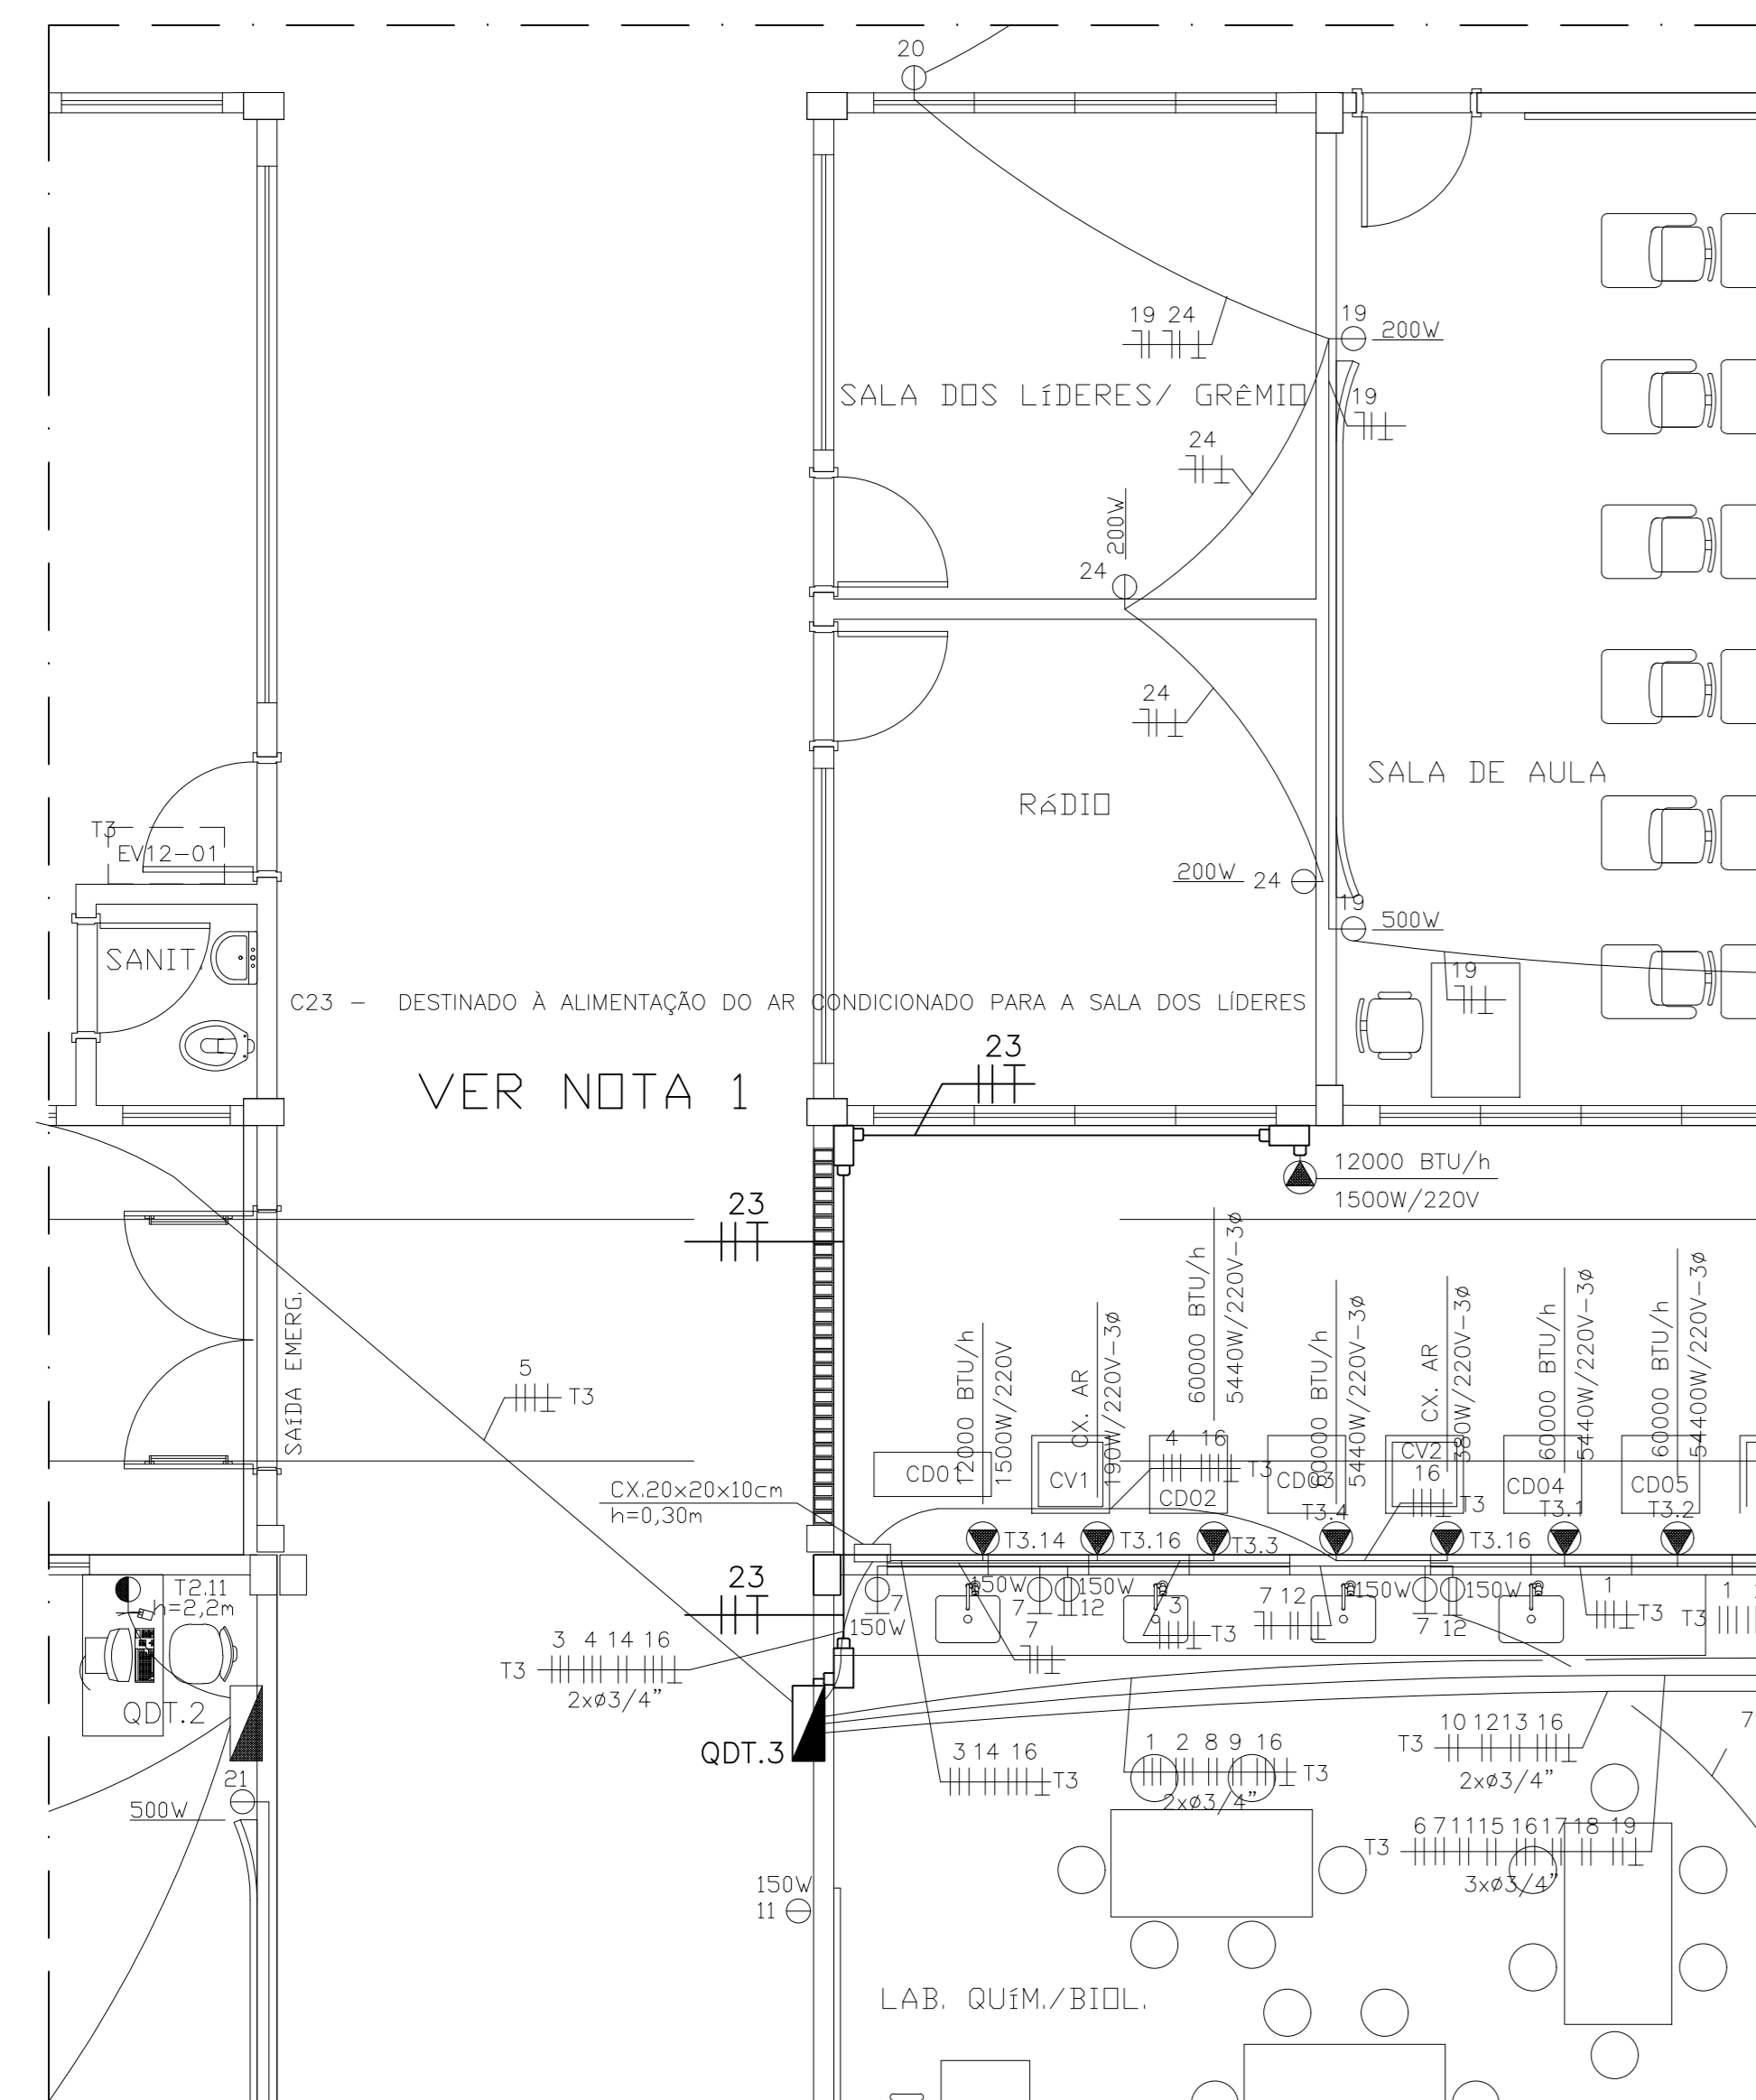 20
19 24
19
200W
SALA DOS LíDERES/ GRÊMIO
19
24
200W
24
24
SALA DE AULA
RáDIO
T3
EV12-01
200W 24
19
500W
SANIT.
19
C23 - DESTINADO À ALIMENTAÇÃO DO AR CONDICIONADO PARA A SALA DOS LÍDERES
23
VER NOTA 1
12000 BTU/h
1500W/220V
23
SAíDA EMERG.
5
T3
12000 BTU/h
1500W/220V
CX. AR
190W/220V-3ø
60000 BTU/h
5440W/220V-3ø
60000 BTU/h
5440W/220V-3ø
CX. AR
380W/220V-3ø
60000 BTU/h
5440W/220V-3ø
60000 BTU/h
54400W/220V-3ø
4 16
T3
CD01
CV1
CD02
CD03
CV2
16
T3
CD04
CD05
CX.20x20x10cm
h=0,30m
T3.14
T3.16
T3.3
T3.4
T3.16
T3.1
T3.2
T2.11
h=2,2m
23
7
150W
150W
7
150W
12
3
T3
7
7 12
150W
7
150W
12
1
T3
T3
1
3 4 14 16
T3
2xø3/4"
QDT.2
QDT.3
3 14 16
T3
1 2 8 9 16
T3
2xø3/4"
10 12 13 16
T3
2xø3/4"
7
21
500W
6 7 11 15 16 17 18 19
T3
3xø3/4"
150W
11
LAB. QUíM./BIOL.